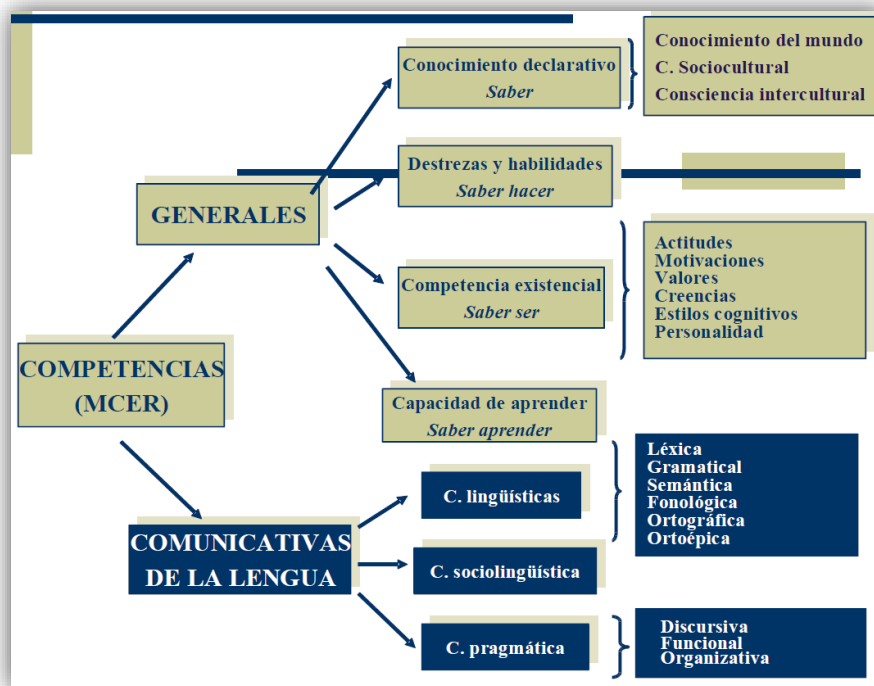 Conocimiento declarativo
Saber
Conocimiento del mundo
C. Sociocultural
Consciencia intercultural
Destrezas y habilidades
Saber hacer
GENERALES
Competencia existencial
Saber ser
Actitudes
Motivaciones
Valores
Creencias
Estilos cognitivos
Personalidad
COMPETENCIAS
(MCER)
Capacidad de aprender
Saber aprender
C. lingüísticas
Léxica
Gramatical
Semántica
Fonológica
Ortográfica
Ortoépica
COMUNICATIVAS
DE LA LENGUA
C. sociolingüística
C. pragmática
Discursiva
Funcional
Organizativa